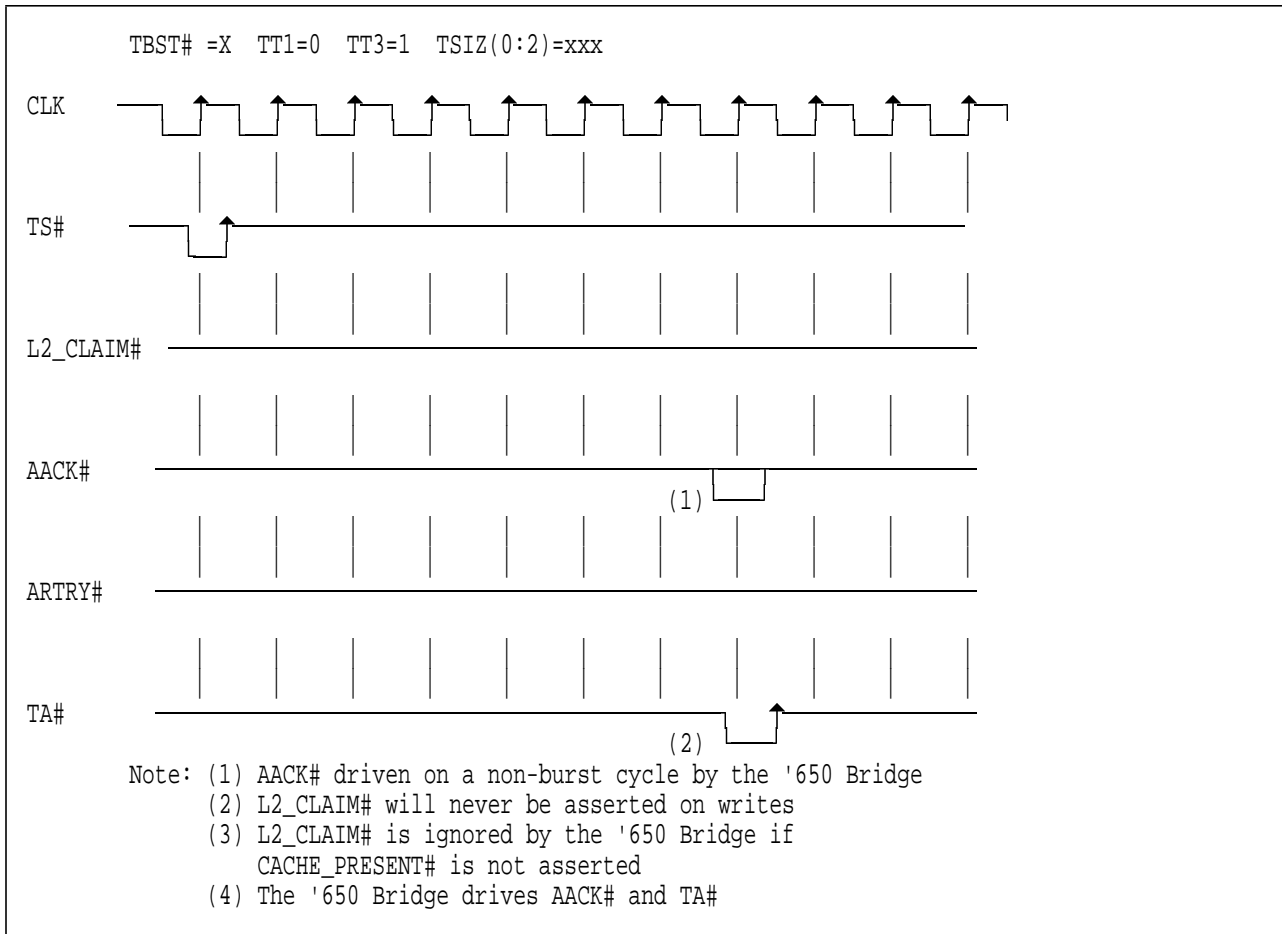 TBST# =X TT1=0 TT3=1 TSIZ(0:2)=xxx
CLK
TS#
L2_CLAIM#
AACK#
(1)
ARTRY#
TA#
(2)
Note: (1) AACK# driven on a non-burst cycle by the '650 Bridge
(2) L2_CLAIM# will never be asserted on writes
(3) L2_CLAIM# is ignored by the '650 Bridge if
CACHE_PRESENT# is not asserted
(4) The '650 Bridge drives AACK# and TA#